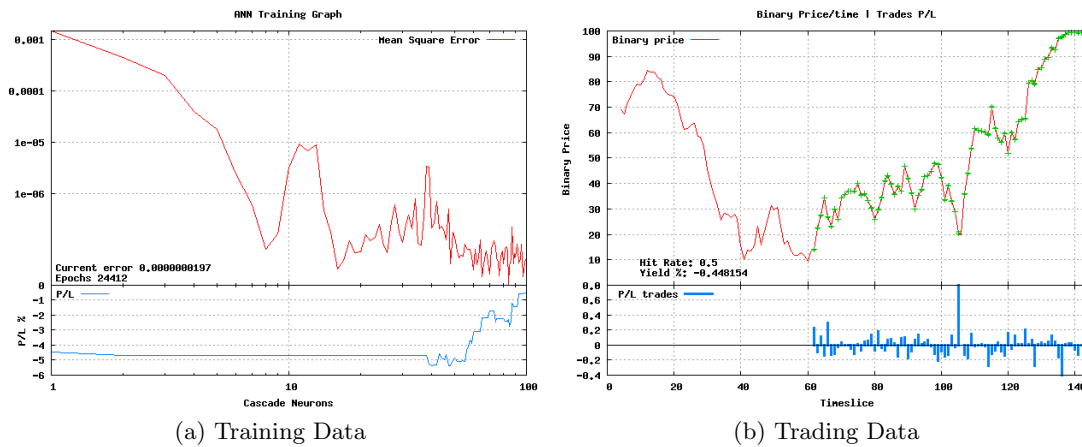 ANN Training Graph
Mean Square Error
0.001
0.0001
1e-05
1e-06
Current error 0.0000000197
Epochs 24412
0
P/L
-1
-2
-3
-4
-5
-6
P/L %
1
10
100
Cascade Neurons
(a) Training Data
Binary Price/time | Trades P/L
Binary price
100
90
80
70
60
50
40
30
20
10
0.0
Binary Price
Hit Rate: 0.5
Yield %: -0.448154
P/L trades
0.6
0.4
0.2
0
-0.2
-0.4
0
20
40
60
80
100
120
140
Timeslice
(b) Trading Data